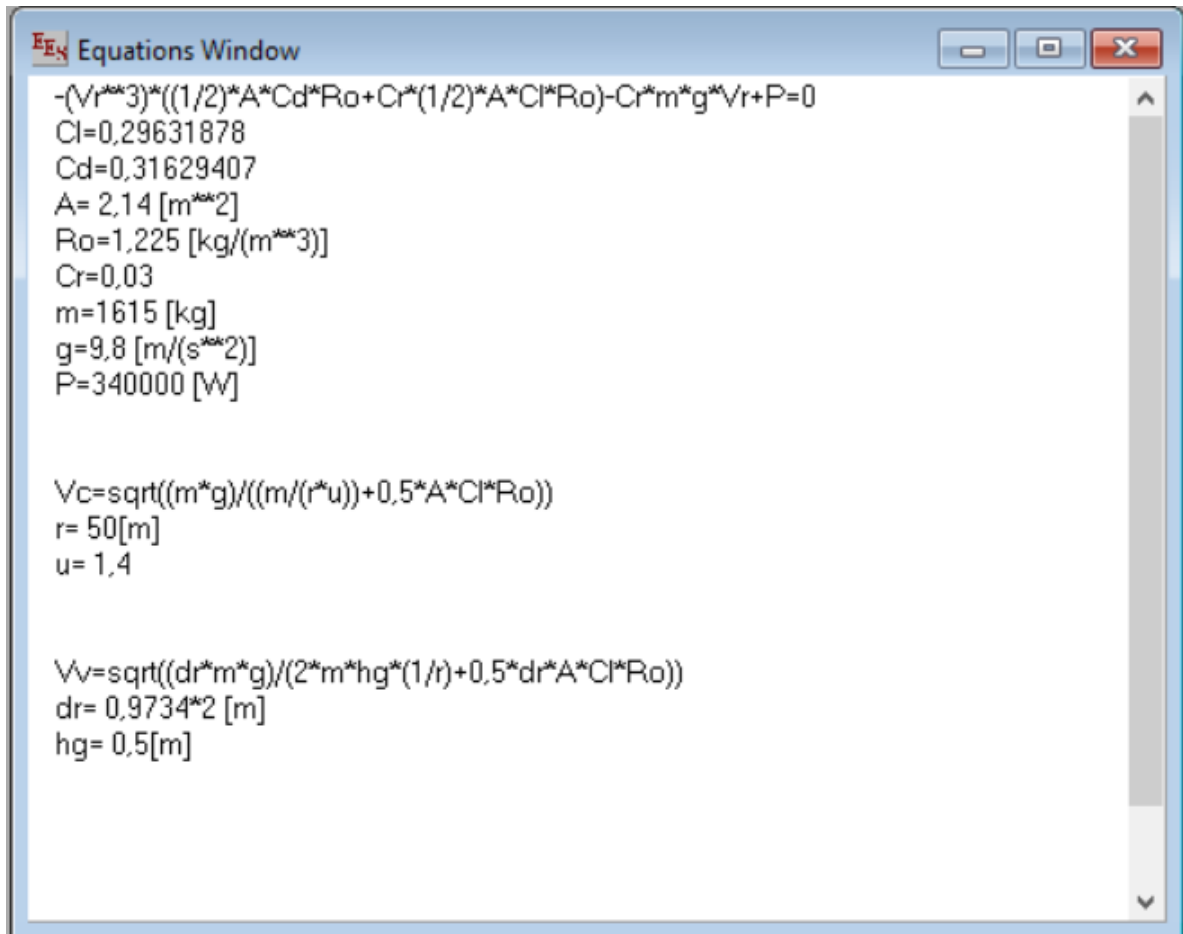 EES Equations Window
-(Vr**3)*((1/2)*A*Cd*Ro+Cr*(1/2)*A*Cl*Ro)-Cr*m*g*Vr+P=0
Cl=0,29631878
Cd=0,31629407
A= 2,14 [m**2]
Ro=1,225 [kg/(m**3)]
Cr=0,03
m=1615 [kg]
g=9,8 [m/(s**2)]
P=340000 [W]
Vc=sqrt((m*g)/((m/(r*u))+0,5*A*Cl*Ro))
r= 50[m]
u= 1,4
Vv=sqrt((dr*m*g)/(2*m*hg*(1/r)+0,5*dr*A*Cl*Ro))
dr= 0,9734*2 [m]
hg= 0,5[m]